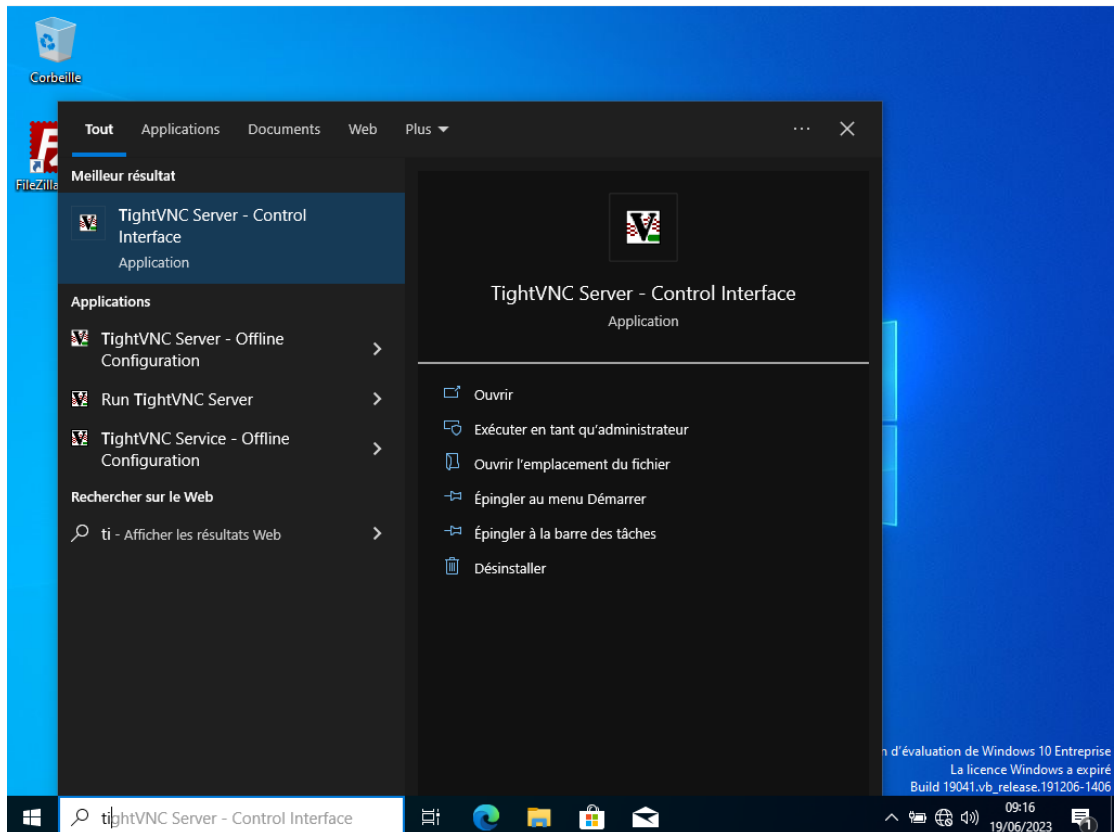 Corbeille
FileZilla
Tout
Applications
Documents
Web
Plus
Meilleur résultat
TightVNC Server - Control
Interface
Application
Applications
TightVNC Server - Offline
Configuration
Run TightVNC Server
TightVNC Service - Offline
Configuration
Rechercher sur le Web
ti - Afficher les résultats Web
TightVNC Server - Control Interface
Application
Ouvrir
Exécuter en tant qu'administrateur
Ouvrir l'emplacement du fichier
Épingler au menu Démarrer
Épingler à la barre des tâches
Désinstaller
n d'évaluation de Windows 10 Entreprise
La licence Windows a expiré
Build 19041.vb_release.191206-1406
tightVNC Server - Control Interface
09:16
19/06/2023
1